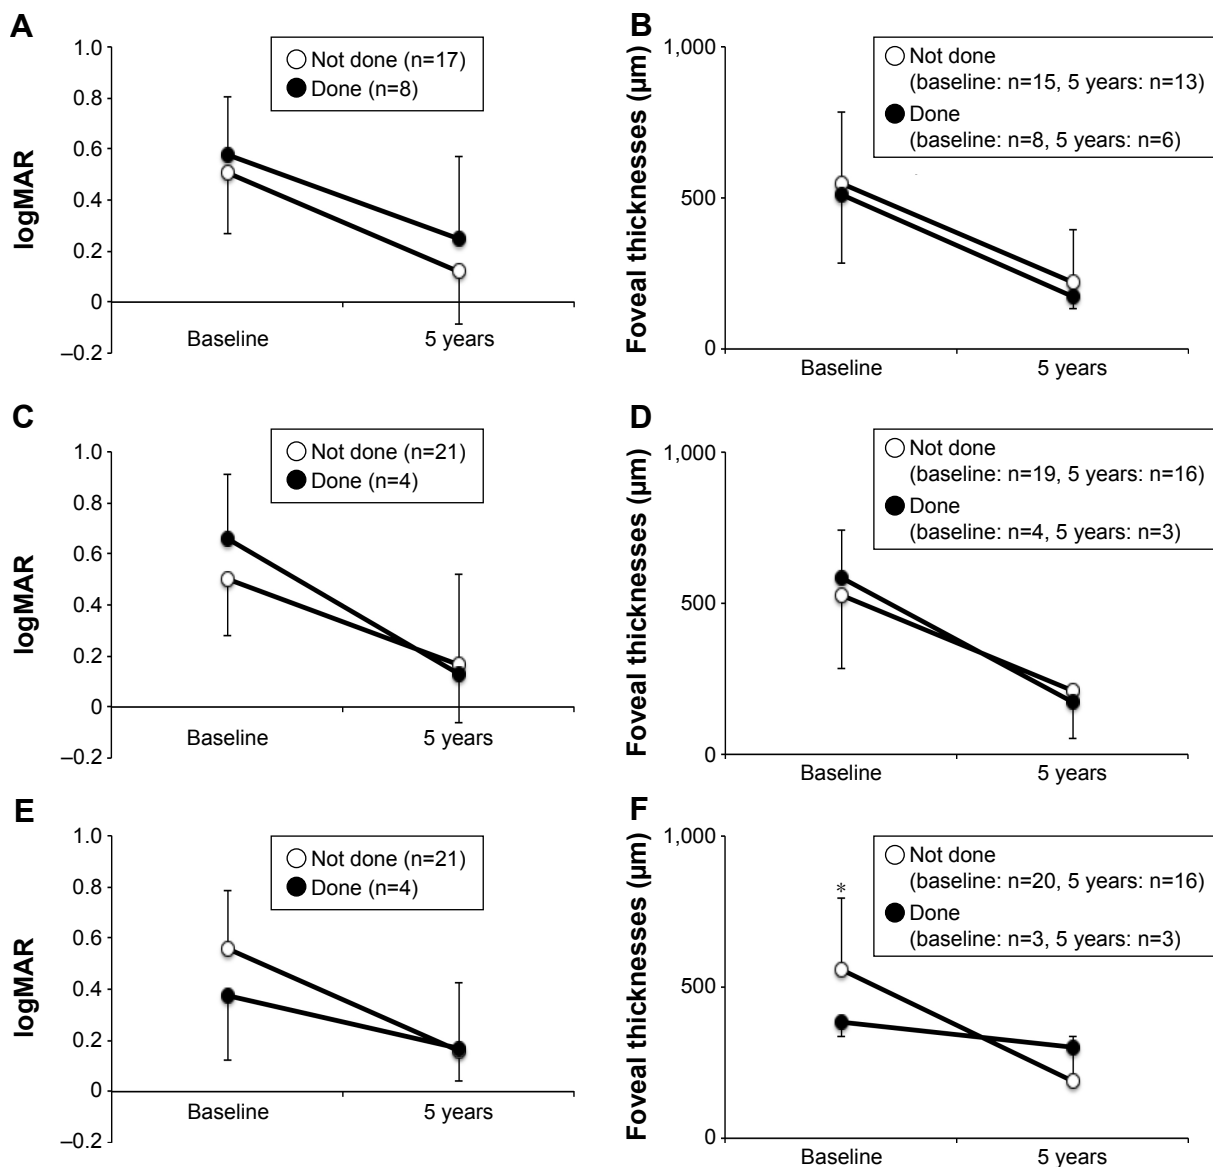 A
logMAR
1.0
0.8
0.6
0.4
0.2
0
–0.2
Not done (n=17)
Done (n=8)
Baseline
5 years
B
Foveal thicknesses (μm)
1,000
500
0
Not done
(baseline: n=15, 5 years: n=13)
Done
(baseline: n=8, 5 years: n=6)
Baseline
5 years
C
logMAR
1.0
0.8
0.6
0.4
0.2
0
–0.2
Not done (n=21)
Done (n=4)
Baseline
5 years
D
Foveal thicknesses (μm)
1,000
500
0
Not done
(baseline: n=19, 5 years: n=16)
Done
(baseline: n=4, 5 years: n=3)
Baseline
5 years
E
logMAR
1.0
0.8
0.6
0.4
0.2
0
–0.2
Not done (n=21)
Done (n=4)
Baseline
5 years
F
Foveal thicknesses (μm)
1,000
500
0
*
Not done
(baseline: n=20, 5 years: n=16)
Done
(baseline: n=3, 5 years: n=3)
Baseline
5 years